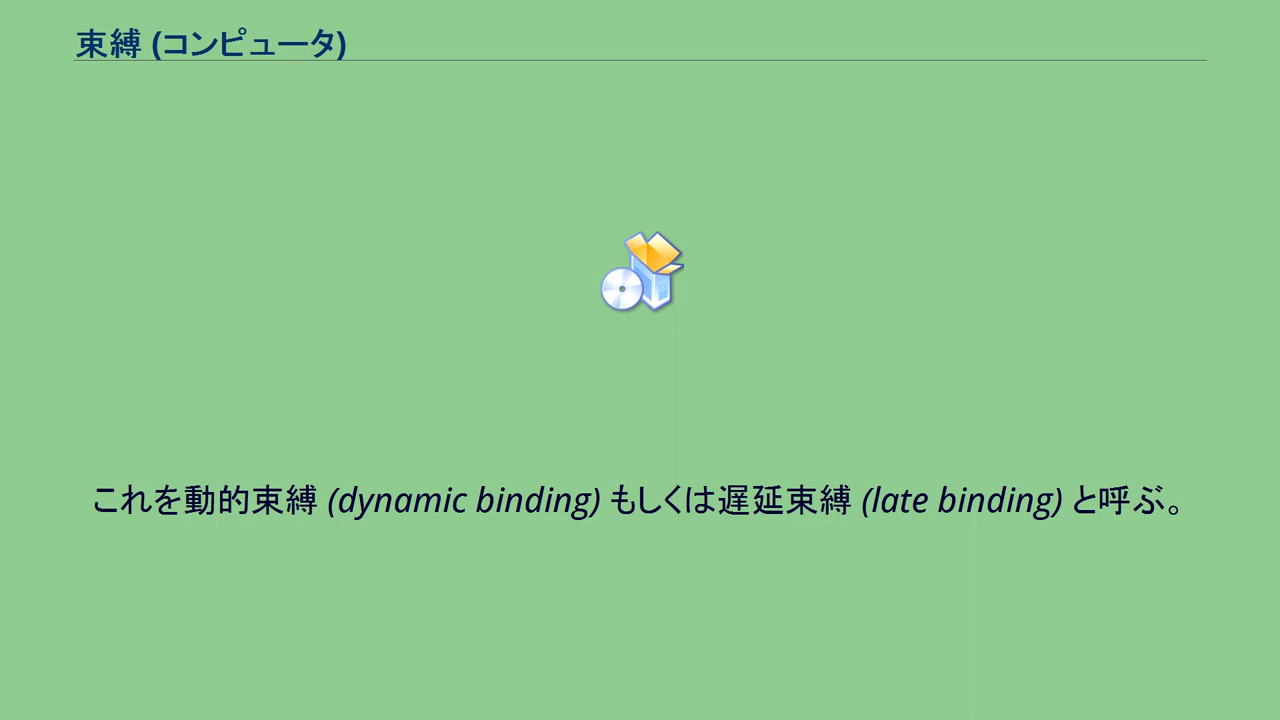 束縛 (コンピュータ)
これを動的束縛 (dynamic binding) もしくは遅延束縛 (late binding) と呼ぶ。